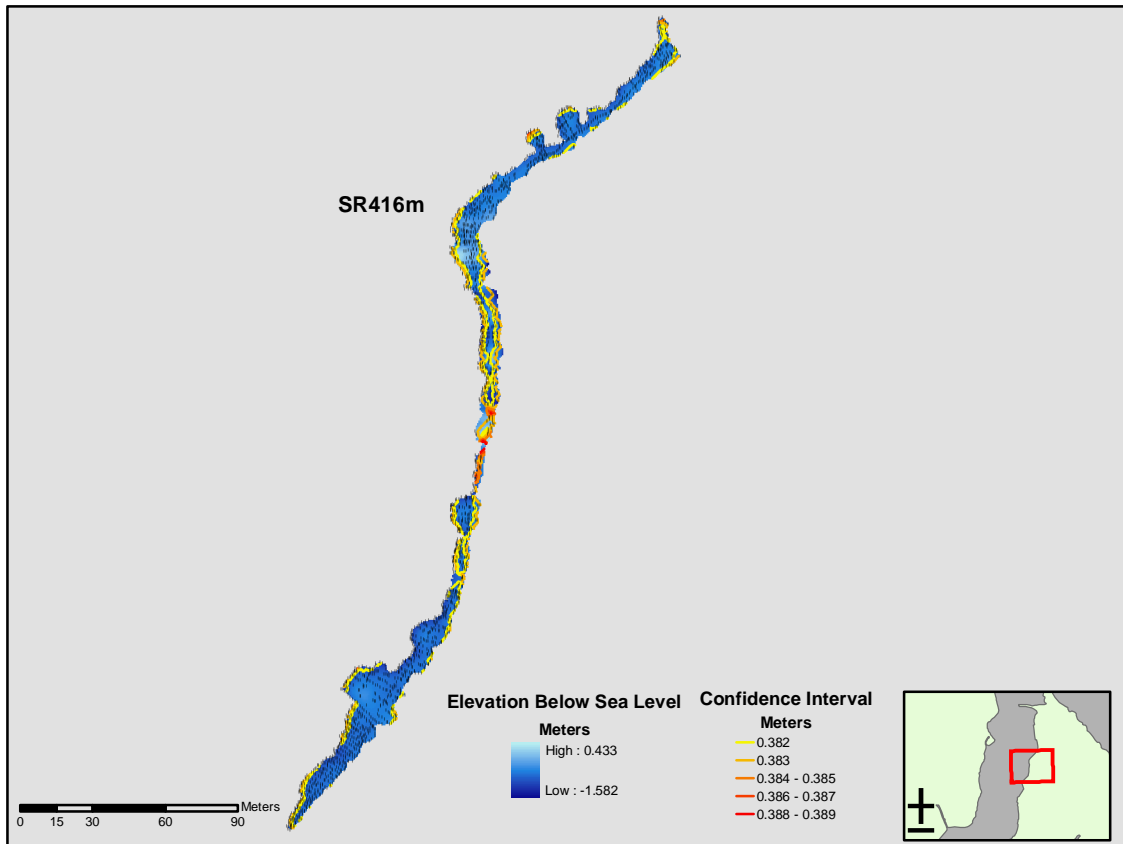 SR416m
Elevation Below Sea Level
Meters
High : 0.433
Low : -1.582
Confidence Interval
Meters
0.382
0.383
0.384 - 0.385
0.386 - 0.387
0.388 - 0.389
Meters
0 15 30 60 90